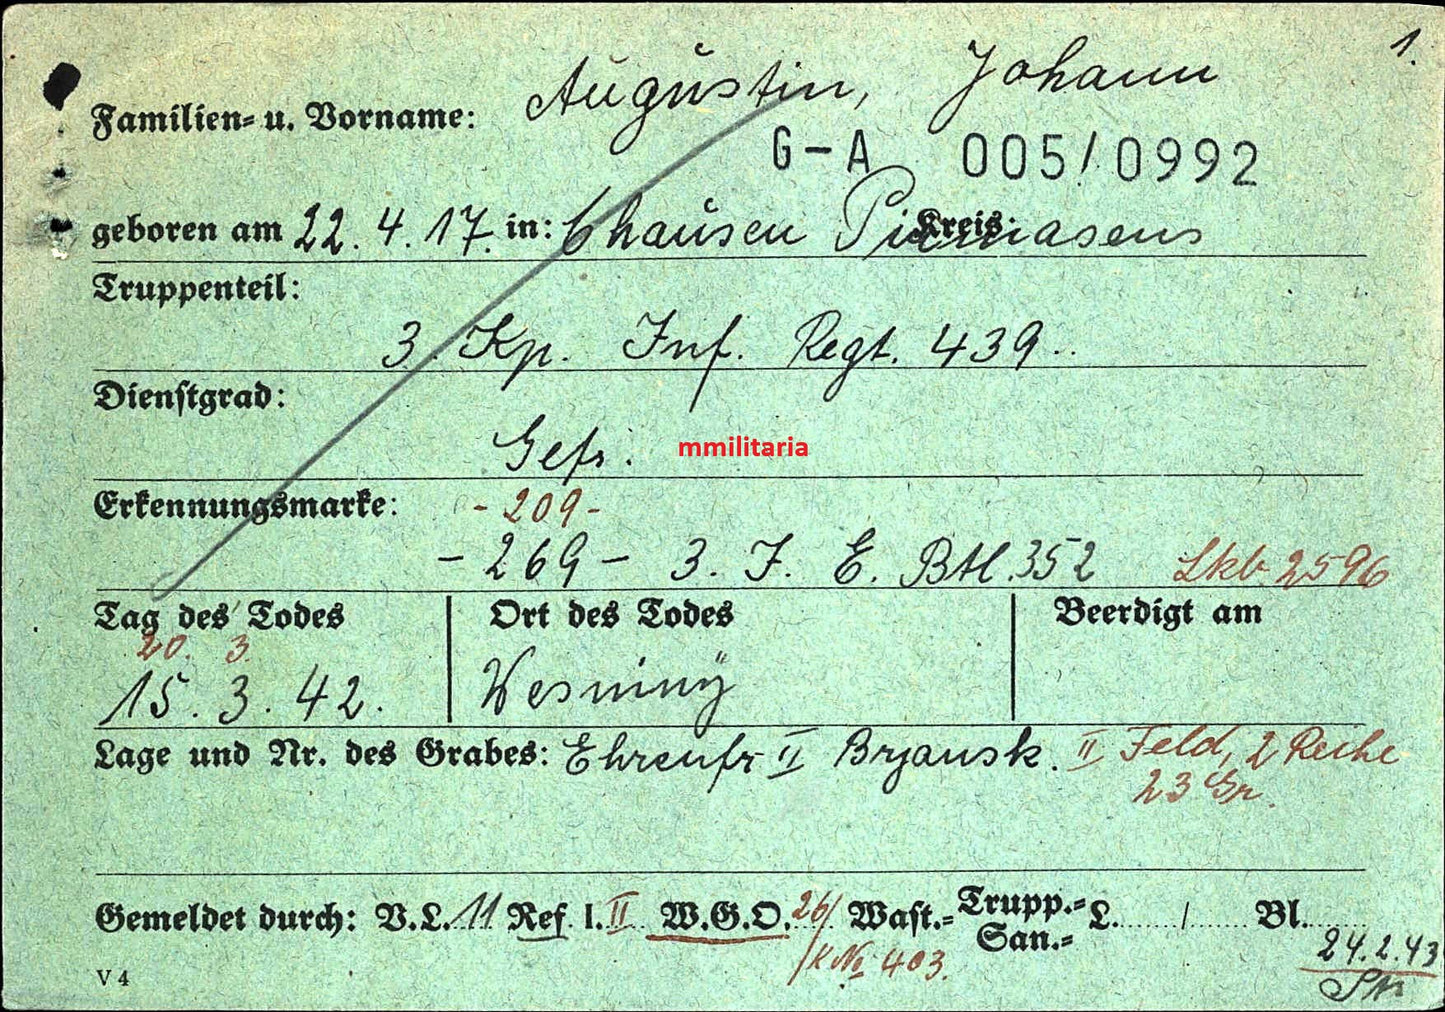 1.
Familien- u. Vorname: Augustin, Johann
G-A 005/0992
geboren am 22. 4. 17. in: Chausen Pirmasens Kreis:
Truppenteil:
3. Kp. Inf. Regt. 439.
Dienstgrad:
Gefr. mmilitaria
Erkennungsmarke: -209-
-269- 3. J. E. Btl. 352 Lkb 2596
Tag des Todes Ort des Todes Beerdigt am
20. 3.
15. 3. 42. Wesniny
Lage und Nr. des Grabes: Ehrenfr II Brjansk. II Feld, 2 Reihe
23 Gr.
Gemeldet durch: V.L. 11 Ref. I. II W.G.O. 26/ Wast.= Trupp.= San.= L. / Bl.
K № 403.
24.2.43
V 4